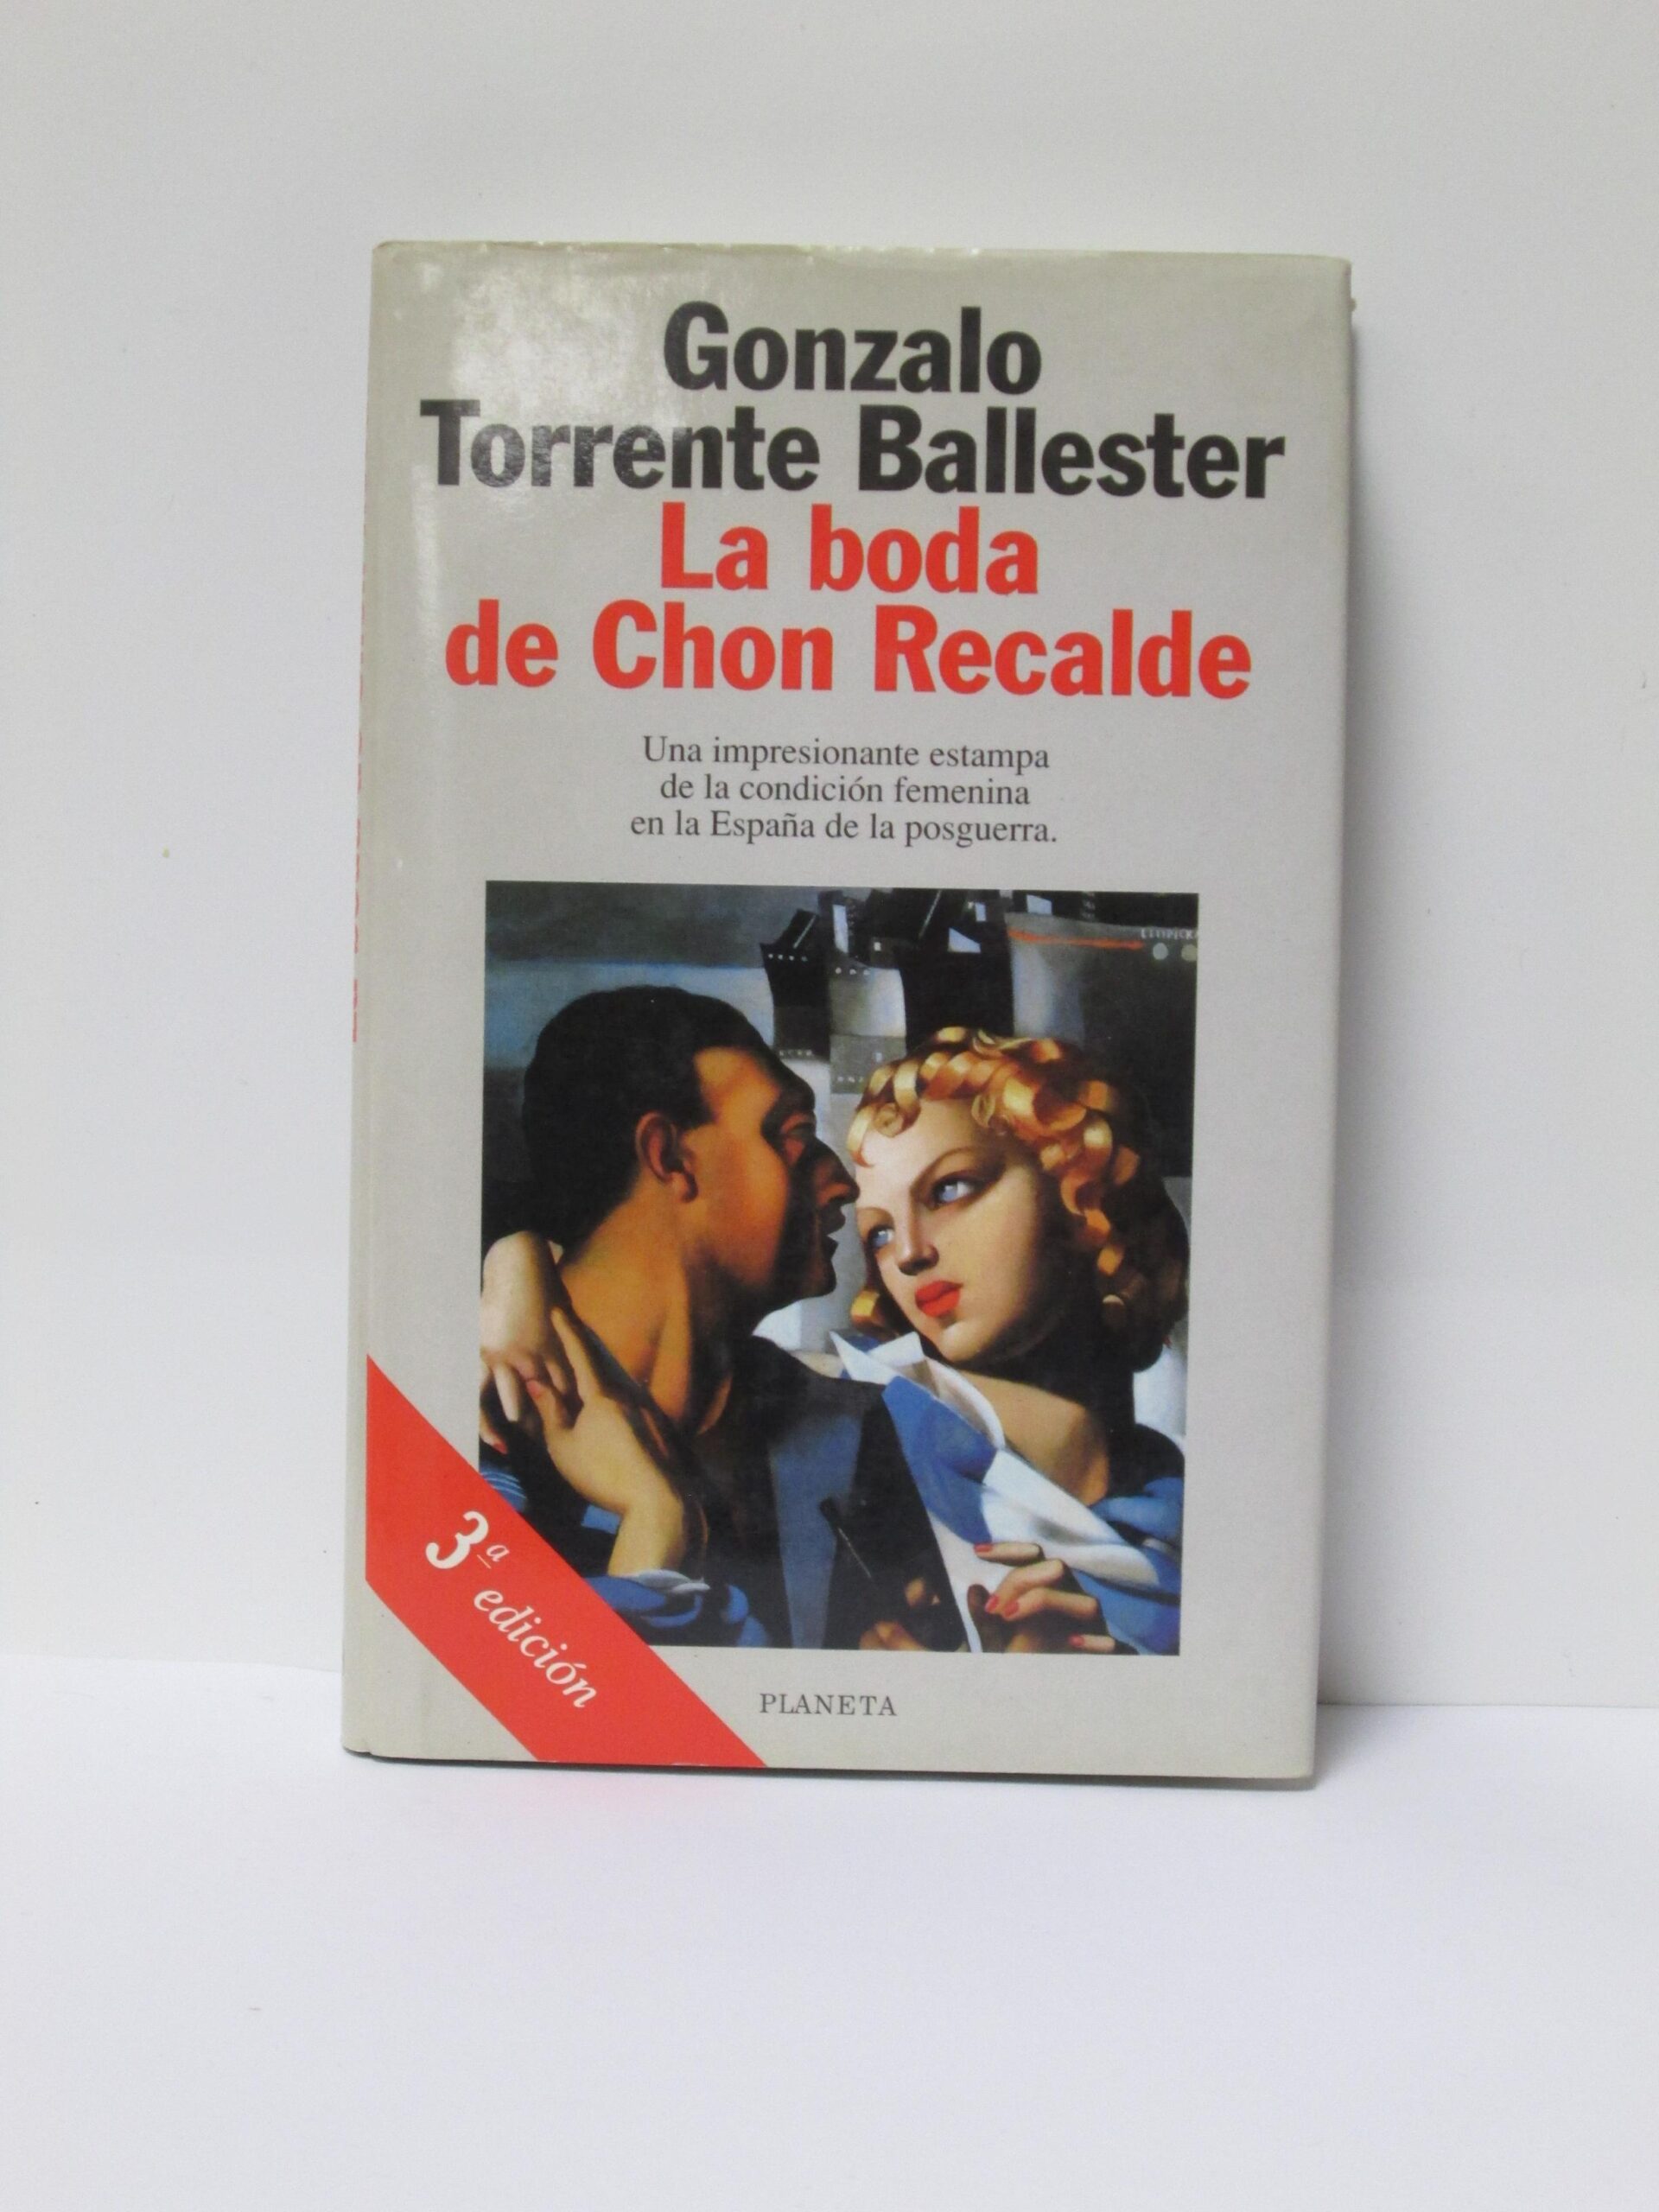 Gonzalo
Torrente Ballester
La boda
de Chon Recalde
Una impresionante estampa
de la condición femenina
en la España de la posguerra.
3ª
edición
PLANETA